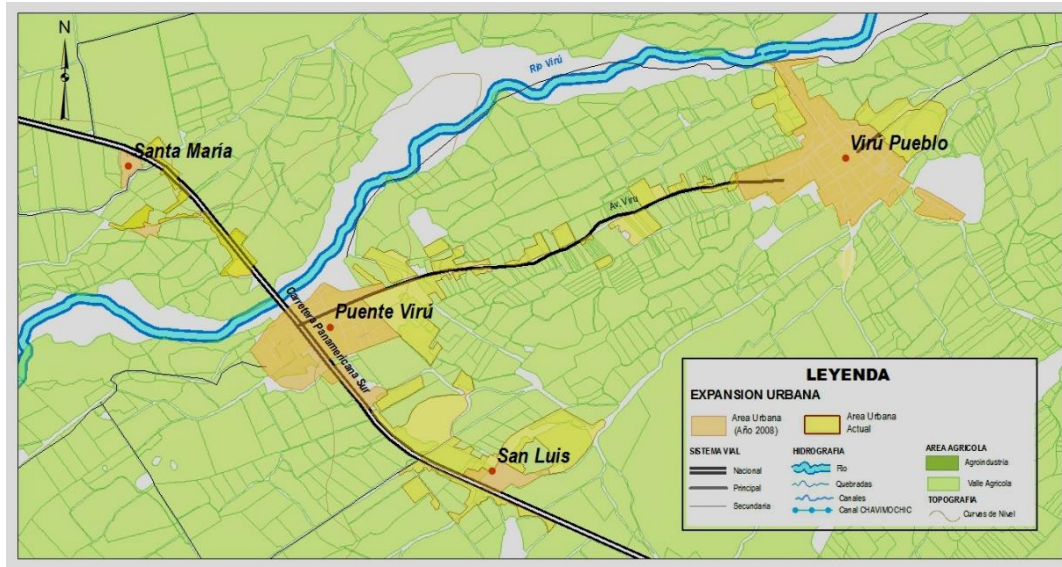 N
Río Virú
Santa María
Virú Pueblo
Av. Virú
Puente Virú
Carretera Panamericana Sur
San Luis
LEYENDA
EXPANSION URBANA
Area Urbana
(Año 2008)
Area Urbana
Actual
SISTEMA VIAL
Nacional
Principal
Secundaria
HIDROGRAFIA
Río
Quebradas
Canales
Canal CHAVIMOCHIC
AREA AGRICOLA
Agroindustria
Valle Agricola
TOPOGRAFIA
Curvas de Nivel